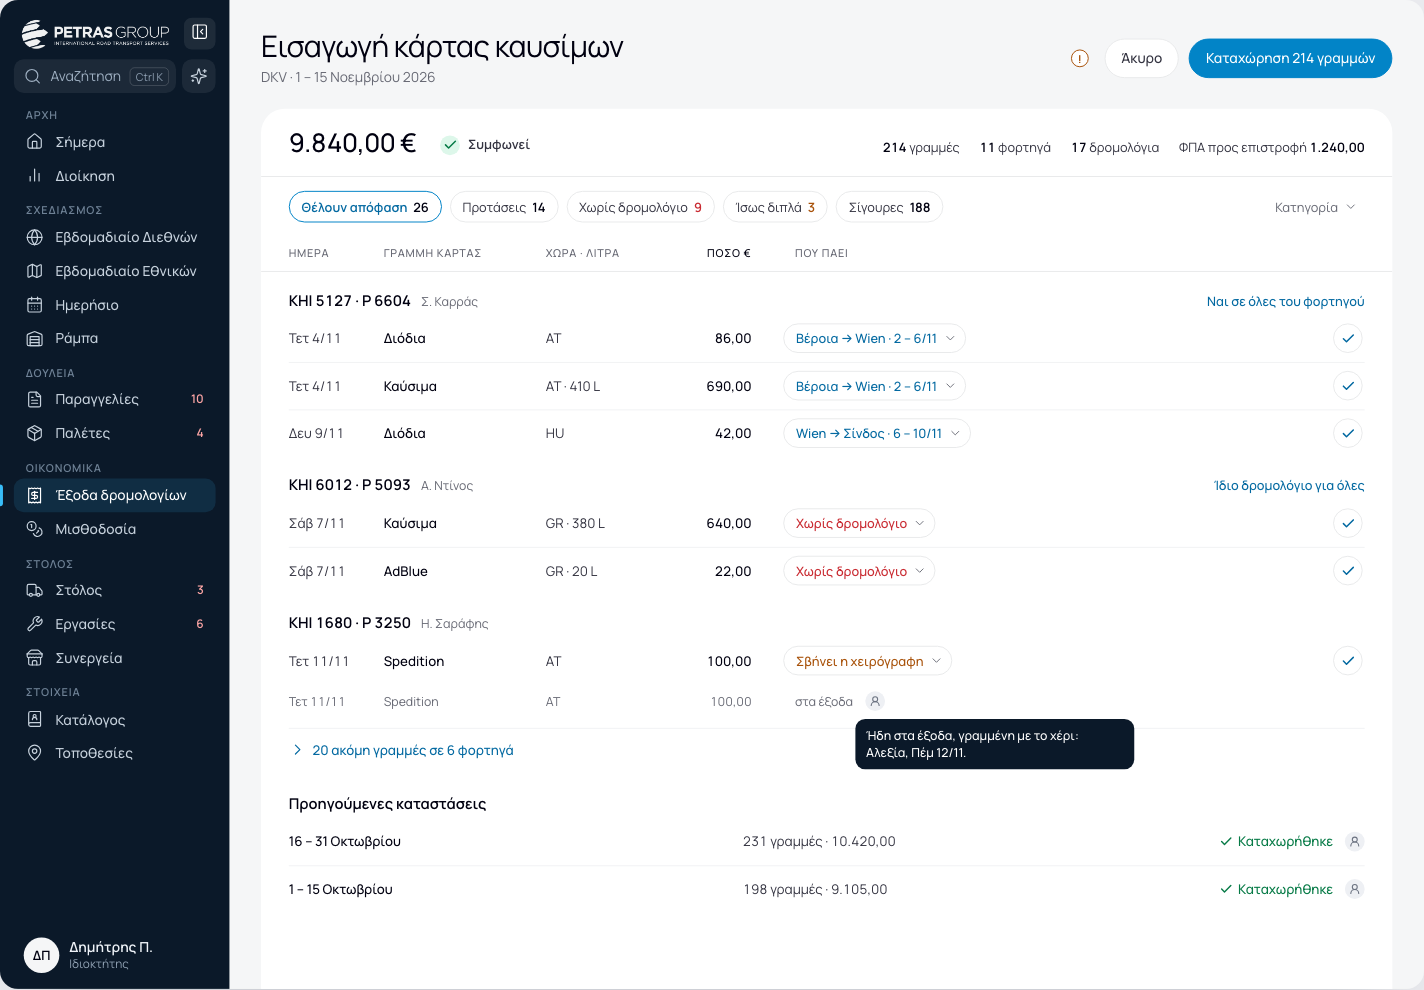 PETRAS GROUP
INTERNATIONAL ROAD TRANSPORT SERVICES
Αναζήτηση Ctrl K
ΑΡΧΗ
Σήμερα
Διοίκηση
ΣΧΕΔΙΑΣΜΟΣ
Εβδομαδιαίο Διεθνών
Εβδομαδιαίο Εθνικών
Ημερήσιο
Ράμπα
ΔΟΥΛΕΙΑ
Παραγγελίες 10
Παλέτες 4
ΟΙΚΟΝΟΜΙΚΑ
Έξοδα δρομολογίων
Μισθοδοσία
ΣΤΟΛΟΣ
Στόλος 3
Εργασίες 6
Συνεργεία
ΣΤΟΙΧΕΙΑ
Κατάλογος
Τοποθεσίες
ΔΠ Δημήτρης Π.
Ιδιοκτήτης
Εισαγωγή κάρτας καυσίμων
DKV · 1 – 15 Νοεμβρίου 2026
Άκυρο Καταχώρηση 214 γραμμών
9.840,00 € Συμφωνεί 214 γραμμές 11 φορτηγά 17 δρομολόγια ΦΠΑ προς επιστροφή 1.240,00
Θέλουν απόφαση 26 Προτάσεις 14 Χωρίς δρομολόγιο 9 Ίσως διπλά 3 Σίγουρες 188 Κατηγορία
ΗΜΕΡΑ ΓΡΑΜΜΗ ΚΑΡΤΑΣ ΧΩΡΑ · ΛΙΤΡΑ ΠΟΣΟ € ΠΟΥ ΠΑΕΙ
ΚΗΙ 5127 · Ρ 6604 Σ. Καρράς Ναι σε όλες του φορτηγού
Τετ 4/11 Διόδια AT 86,00 Βέροια → Wien · 2 – 6/11
Τετ 4/11 Καύσιμα AT · 410 L 690,00 Βέροια → Wien · 2 – 6/11
Δευ 9/11 Διόδια HU 42,00 Wien → Σίνδος · 6 – 10/11
ΚΗΙ 6012 · Ρ 5093 Α. Ντίνος Ίδιο δρομολόγιο για όλες
Σάβ 7/11 Καύσιμα GR · 380 L 640,00 Χωρίς δρομολόγιο
Σάβ 7/11 AdBlue GR · 20 L 22,00 Χωρίς δρομολόγιο
ΚΗΙ 1680 · Ρ 3250 Η. Σαράφης
Τετ 11/11 Spedition AT 100,00 Σβήνει η χειρόγραφη
Τετ 11/11 Spedition AT 100,00 στα έξοδα
Ήδη στα έξοδα, γραμμένη με το χέρι:
Αλεξία, Πέμ 12/11.
20 ακόμη γραμμές σε 6 φορτηγά
Προηγούμενες καταστάσεις
16 – 31 Οκτωβρίου 231 γραμμές · 10.420,00 Καταχωρήθηκε
1 – 15 Οκτωβρίου 198 γραμμές · 9.105,00 Καταχωρήθηκε